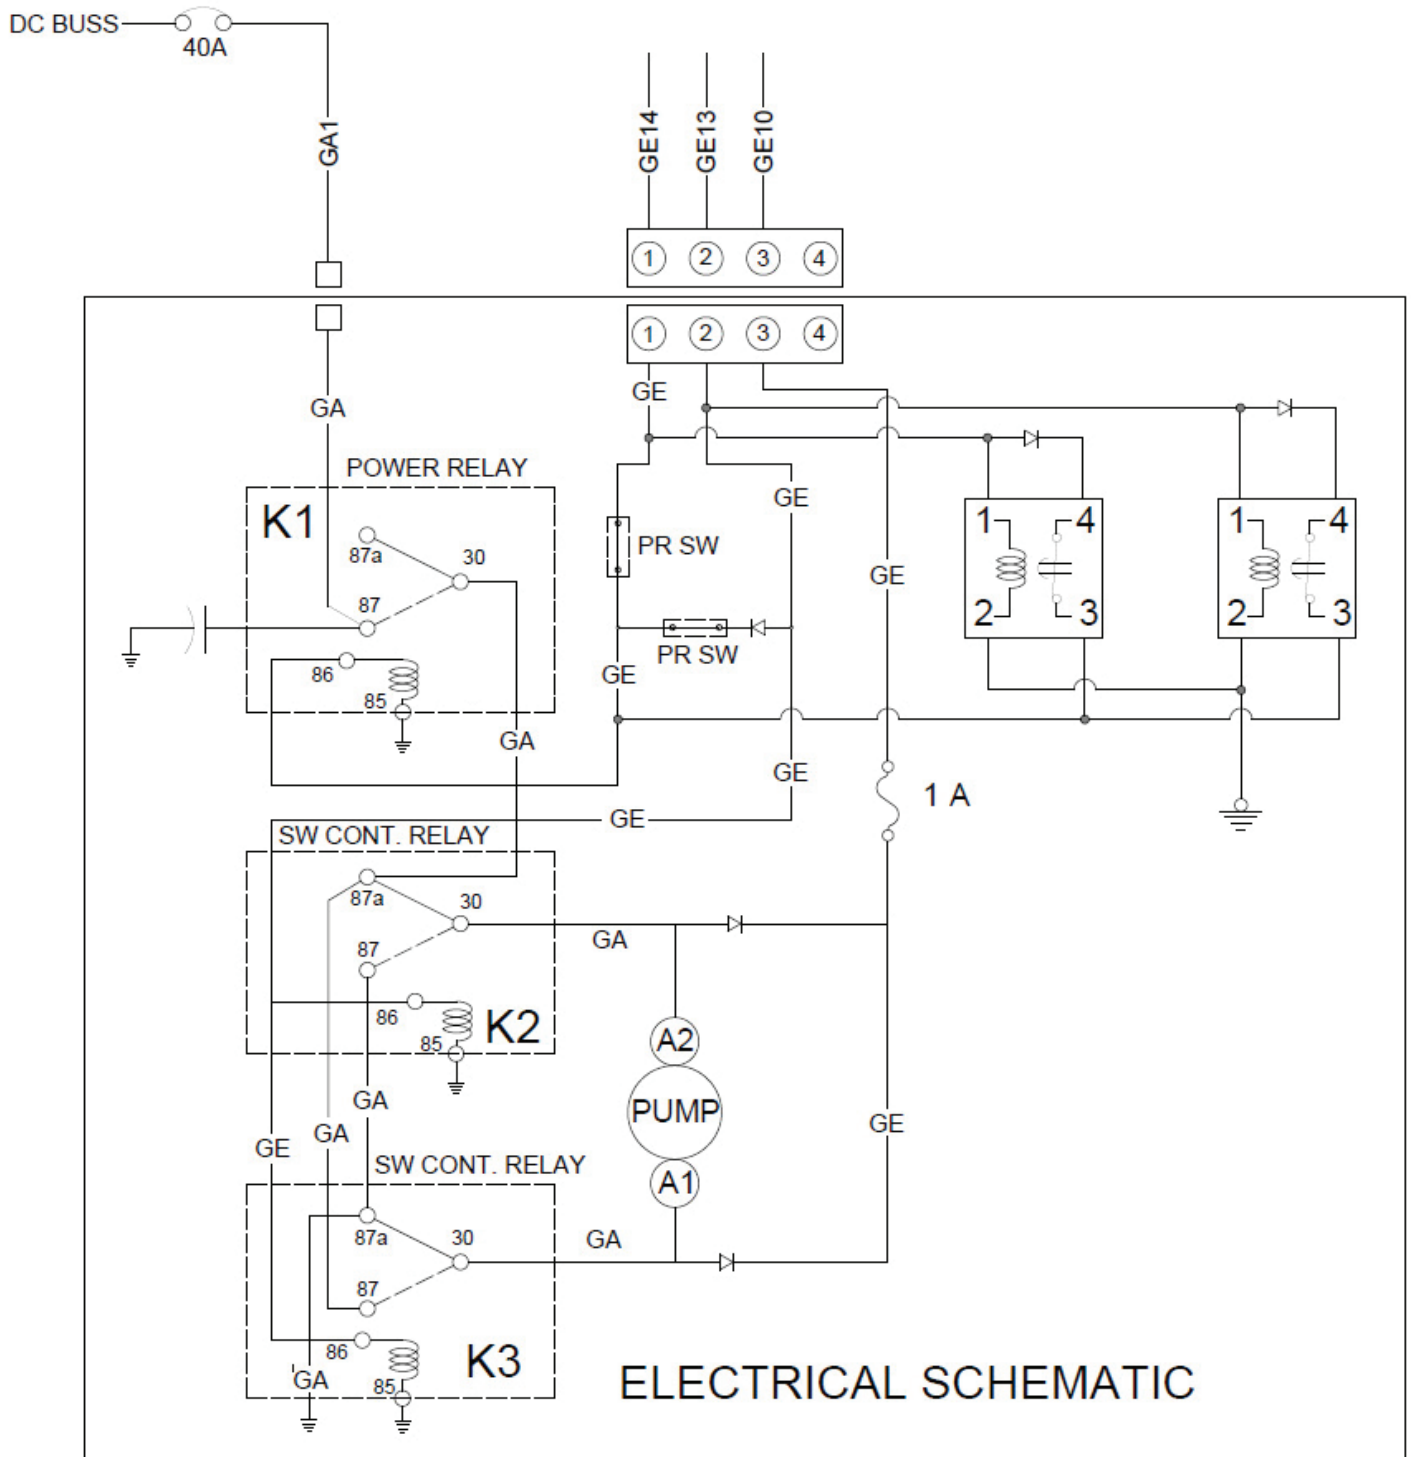 DC BUSS
40A
GA1
GE14
GE13
GE10
1 2 3 4
1 2 3 4
GE
GA
POWER RELAY
K1
87a
30
87
86
85
GA
PR SW
PR SW
GE
GE
GE
GE
GE
1 4
2 3
1 4
2 3
1 A
SW CONT. RELAY
87a
30
87
86
85
K2
GA
GA
GA
GE
GE
A2
PUMP
A1
SW CONT. RELAY
87a
30
87
86
85
K3
GA
'GA
ELECTRICAL SCHEMATIC